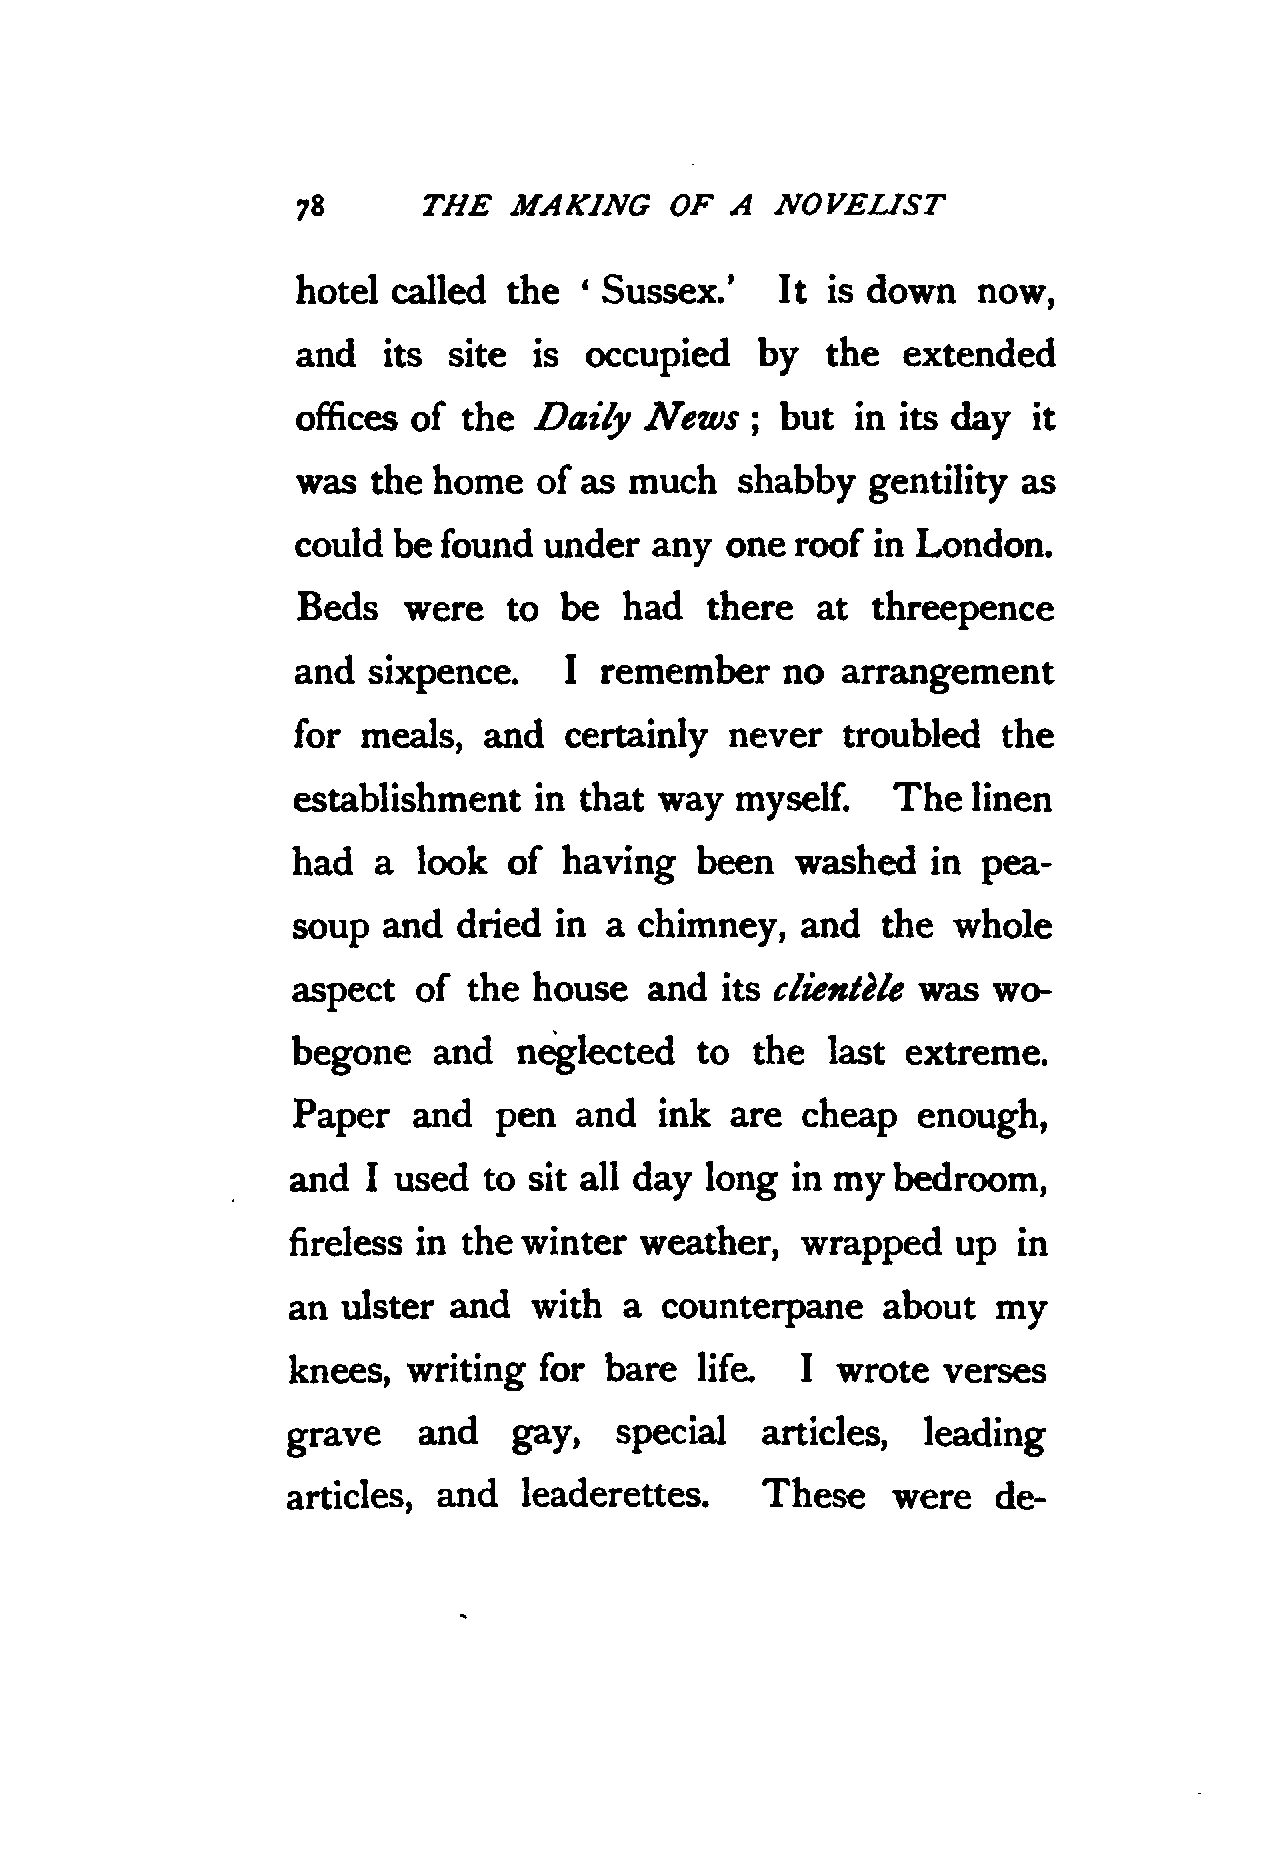 78 THE MAKING OF A NOVELIST
hotel called the ‘ Sussex.’ It is down now,
and its site is occupied by the extended
offices of the Daily News ; but in its day it
was the home of as much shabby gentility as
could be found under any one roof in London.
Beds were to be had there at threepence
and sixpence. I remember no arrangement
for meals, and certainly never troubled the
establishment in that way myself. The linen
had a look of having been washed in pea-
soup and dried in a chimney, and the whole
aspect of the house and its clientèle was wo-
begone and neglected to the last extreme.
Paper and pen and ink are cheap enough,
and I used to sit all day long in my bedroom,
fireless in the winter weather, wrapped up in
an ulster and with a counterpane about my
knees, writing for bare life. I wrote verses
grave and gay, special articles, leading
articles, and leaderettes. These were de-